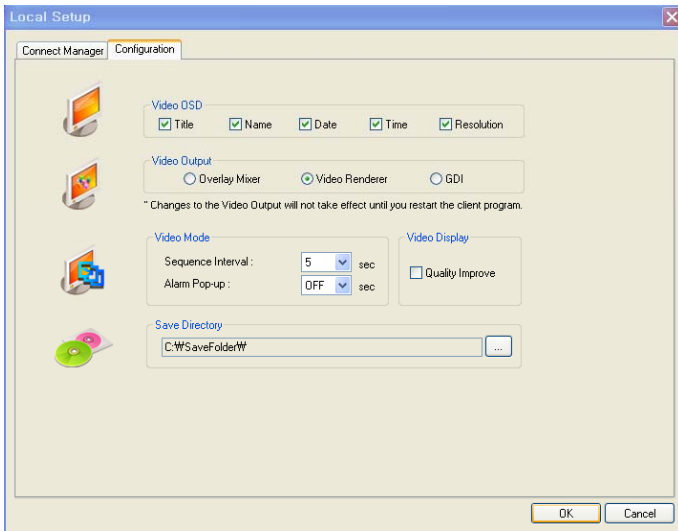 Local Setup
Connect Manager
Configuration
Video OSD
Title Name Date Time Resolution
Video Output
Overlay Mixer Video Renderer GDI
* Changes to the Video Output will not take effect until you restart the client program.
Video Mode
Sequence Interval : 5 sec
Alarm Pop-up : OFF sec
Video Display
Quality Improve
Save Directory
C:₩SaveFolder₩
...
OK Cancel